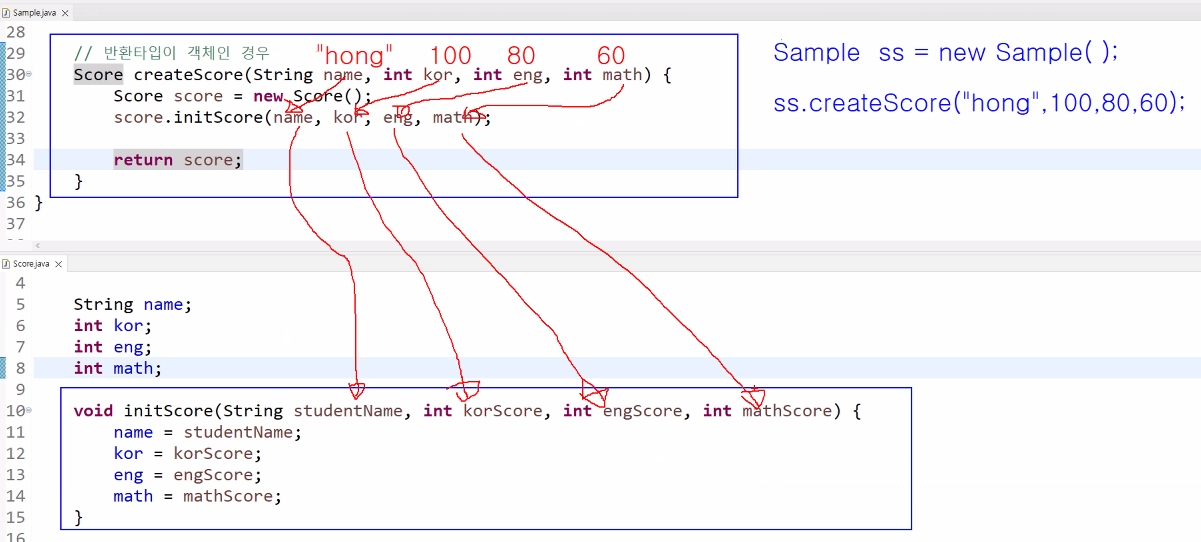 Sample.java
28
29 // 반환타입이 객체인 경우 "hong" 100 80 60
Sample ss = new Sample( );
30 Score createScore(String name, int kor, int eng, int math) {
31 Score score = new Score();
ss.createScore("hong",100,80,60);
32 score.initScore(name, kor, eng, math);
33
34 return score;
35 }
36 }
37
Score.java
4
5 String name;
6 int kor;
7 int eng;
8 int math;
9
10 void initScore(String studentName, int korScore, int engScore, int mathScore) {
11 name = studentName;
12 kor = korScore;
13 eng = engScore;
14 math = mathScore;
15 }
16